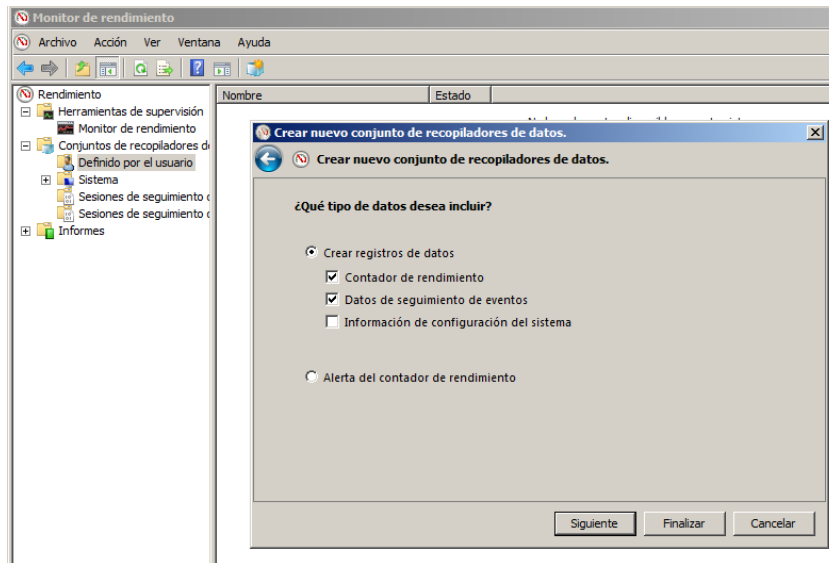 Monitor de rendimiento
Archivo Acción Ver Ventana Ayuda
Rendimiento
Herramientas de supervisión
Monitor de rendimiento
Conjuntos de recopiladores d
Definido por el usuario
Sistema
Sesiones de seguimiento d
Sesiones de seguimiento d
Informes
Nombre Estado
Crear nuevo conjunto de recopiladores de datos.
Crear nuevo conjunto de recopiladores de datos.
¿Qué tipo de datos desea incluir?
Crear registros de datos
Contador de rendimiento
Datos de seguimiento de eventos
Información de configuración del sistema
Alerta del contador de rendimiento
Siguiente Finalizar Cancelar